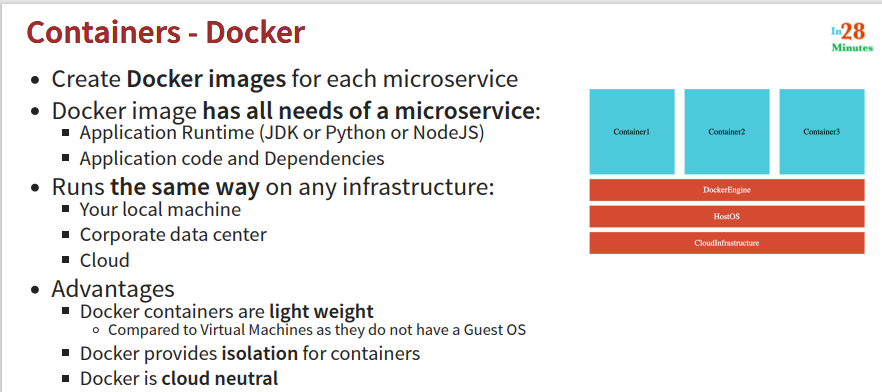 Containers - Docker
In28
Minutes
Create Docker images for each microservice
Docker image has all needs of a microservice:
Application Runtime (JDK or Python or NodeJS)
Application code and Dependencies
Runs the same way on any infrastructure:
Your local machine
Corporate data center
Cloud
Advantages
Docker containers are light weight
Compared to Virtual Machines as they do not have a Guest OS
Docker provides isolation for containers
Docker is cloud neutral
Container1 Container2 Container3
DockerEngine
HostOS
CloudInfrastructure